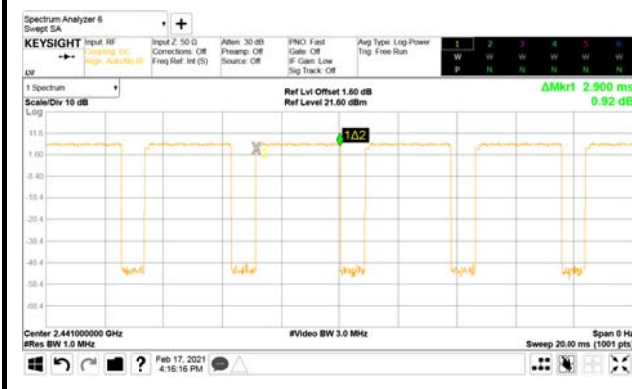 Spectrum Analyzer 6
Swept SA
+
KEYSIGHT
Input: RF
Coupling: DC
Align: Auto/No RF
Input Z: 50 Ω
Corrections: Off
Freq Ref: Int (S)
Atten: 30 dB
Preamp: Off
Source: Off
PNO: Fast
Gate: Off
IF Gain: Low
Sig Track: Off
Avg Type: Log-Power
Trig: Free Run
1 2 3 4 5 6
W W W W W W
P N N N N N
1 Spectrum
Scale/Div 10 dB
Log
Ref Lvl Offset 1.60 dB
Ref Level 21.60 dBm
ΔMkr1 2.900 ms
0.92 dB
11.6
1.60
-8.40
-18.4
-28.4
-38.4
-48.4
-58.4
-68.4
1Δ2
Center 2.441000000 GHz
#Res BW 1.0 MHz
#Video BW 3.0 MHz
Span 0 Hz
Sweep 20.00 ms (1001 pts)
?
Feb 17, 2021
4:16:16 PM